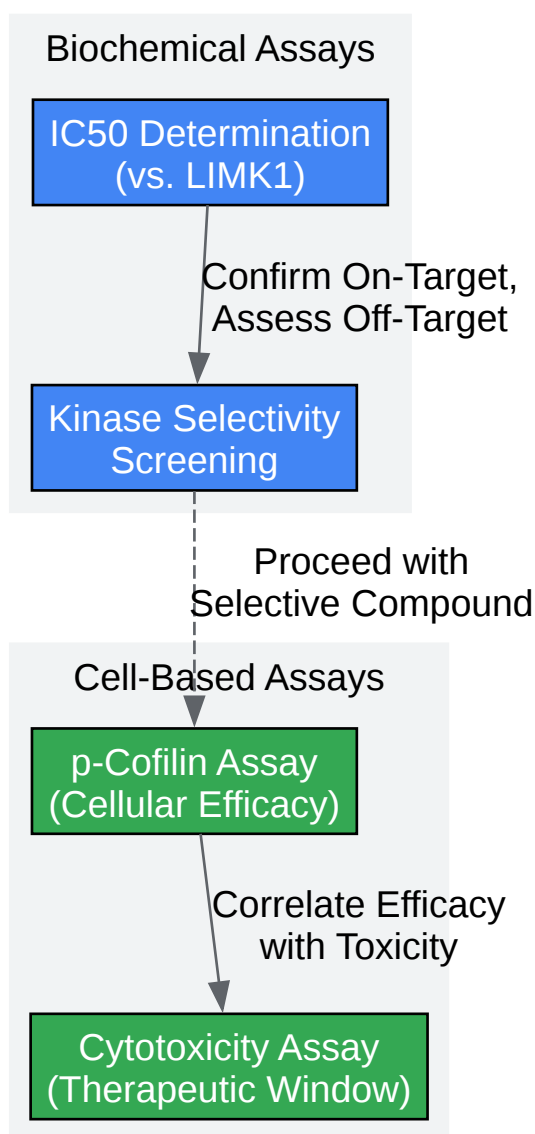 Biochemical Assays
IC50 Determination
(vs. LIMK1)
Confirm On-Target,
Assess Off-Target
Kinase Selectivity
Screening
Proceed with
Selective Compound
Cell-Based Assays
p-Cofilin Assay
(Cellular Efficacy)
Correlate Efficacy
with Toxicity
Cytotoxicity Assay
(Therapeutic Window)